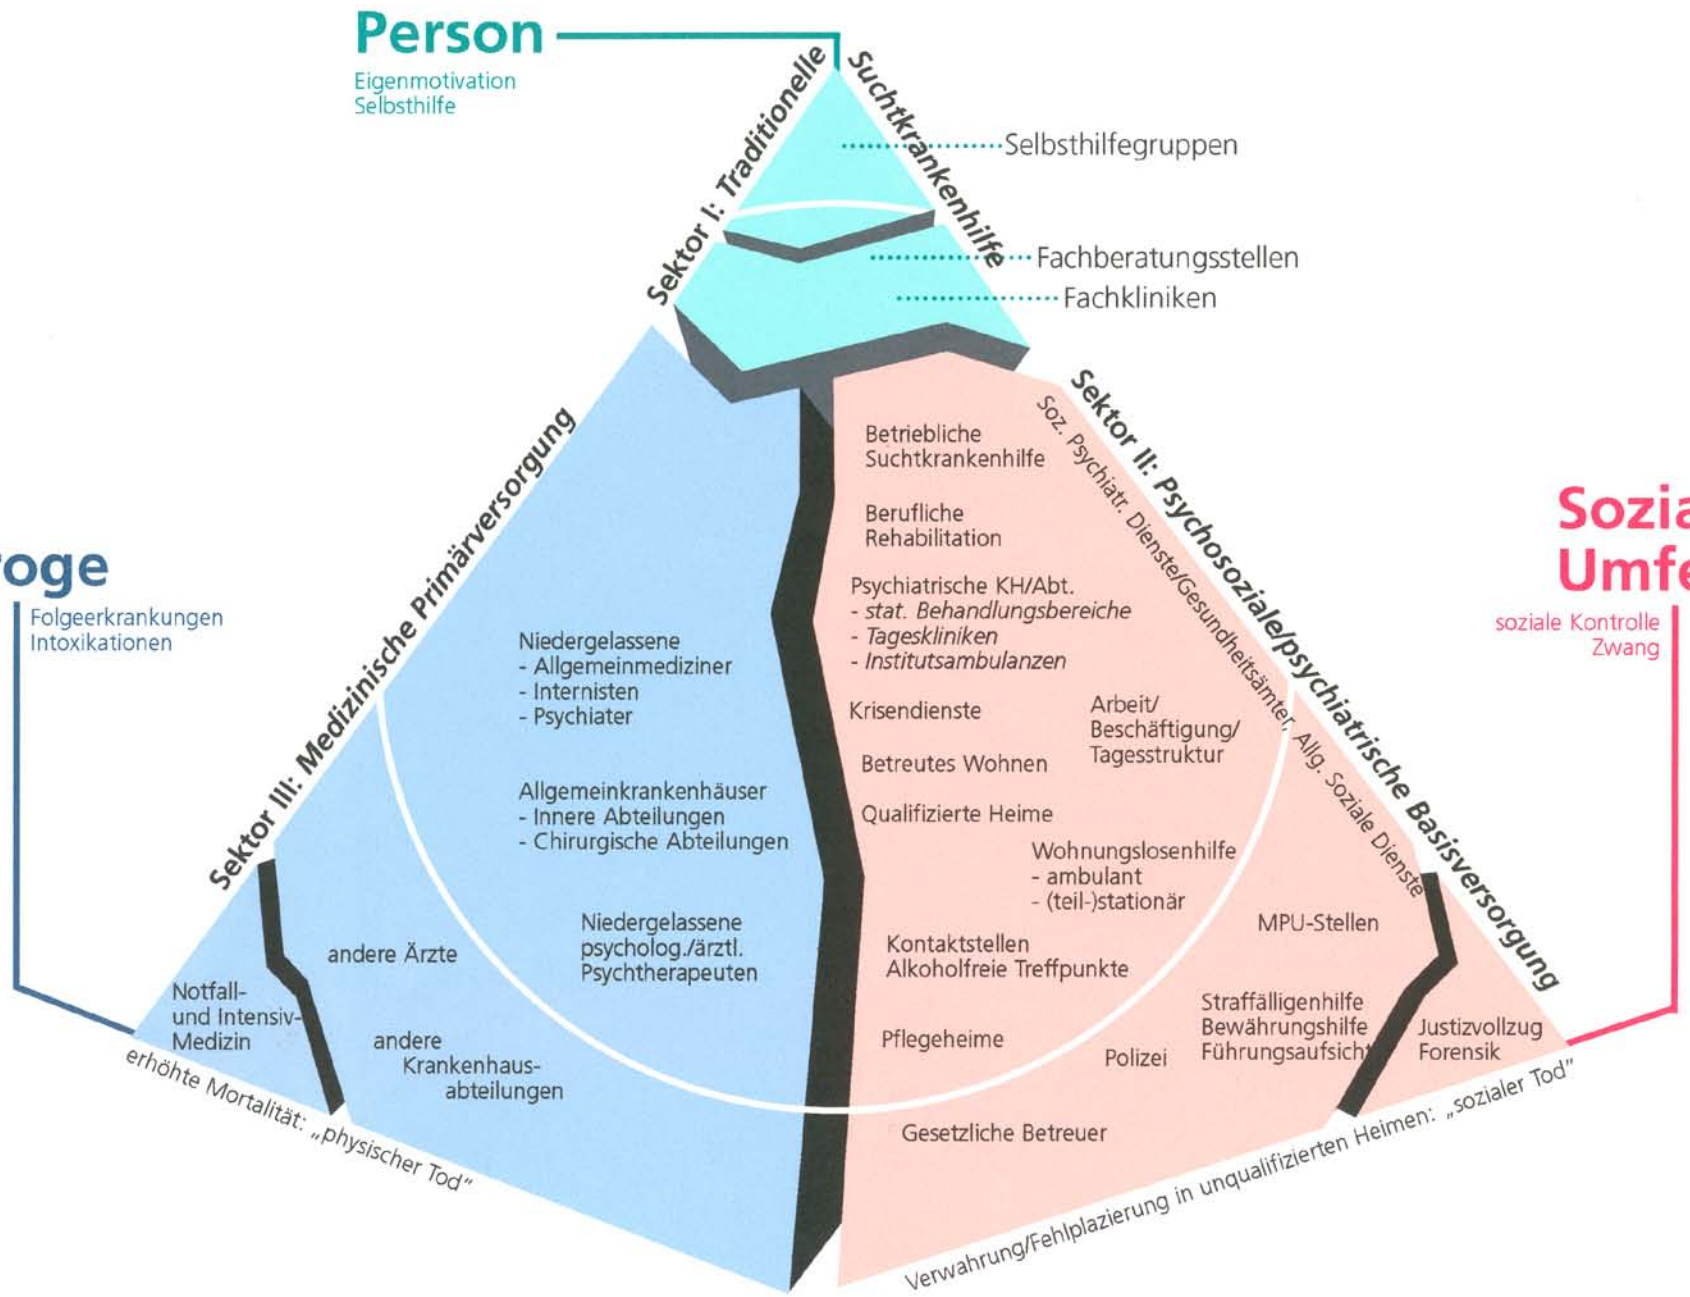 Person
Eigenmotivation
Selbsthilfe
Sektor I: Traditionelle
Suchtkrankenhilfe
Selbsthilfegruppen
Fachberatungsstellen
Fachkliniken
Sektor III: Medizinische Primärversorgung
Sektor II: Psychosoziale/psychiatrische Basisversorgung
Soz. Psychiatr. Dienste/Gesundheitsämter, Allg. Soziale Dienste
roge
Folgeerkrankungen
Intoxikationen
Sozia
Umfe
soziale Kontrolle
Zwang
Niedergelassene
- Allgemeinmediziner
- Internisten
- Psychiater
Allgemeinkrankenhäuser
- Innere Abteilungen
- Chirurgische Abteilungen
Niedergelassene
psycholog./ärztl.
Psychtherapeuten
andere Ärzte
Notfall-
und Intensiv-
Medizin
andere
Krankenhaus-
abteilungen
erhöhte Mortalität: „physischer Tod“
Betriebliche
Suchtkrankenhilfe
Berufliche
Rehabilitation
Psychiatrische KH/Abt.
- stat. Behandlungsbereiche
- Tageskliniken
- Institutsambulanzen
Krisendienste
Arbeit/
Beschäftigung/
Tagesstruktur
Betreutes Wohnen
Qualifizierte Heime
Wohnungslosenhilfe
- ambulant
- (teil-)stationär
Kontaktstellen
Alkoholfreie Treffpunkte
MPU-Stellen
Pflegeheime
Polizei
Straffälligenhilfe
Bewährungshilfe
Führungsaufsicht
Justizvollzug
Forensik
Gesetzliche Betreuer
Verwahrung/Fehlplazierung in unqualifizierten Heimen: „sozialer Tod“